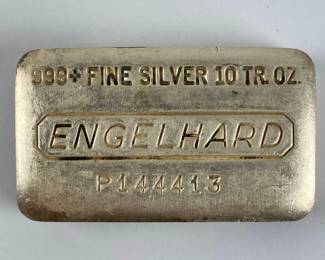 999+ FINE SILVER 10 TR. OZ.
ENGELHARD
P144413